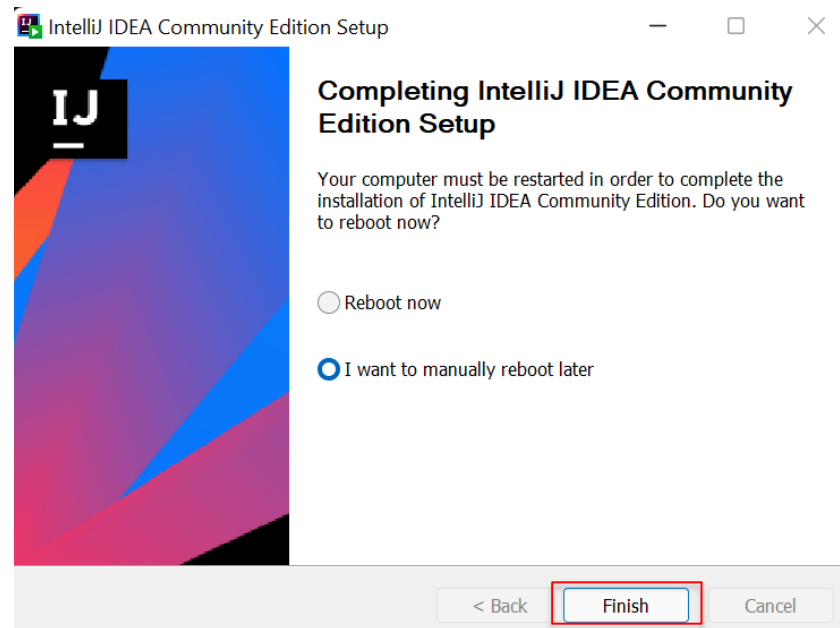 IntelliJ IDEA Community Edition Setup
IJ
Completing IntelliJ IDEA Community
Edition Setup
Your computer must be restarted in order to complete the
installation of IntelliJ IDEA Community Edition. Do you want
to reboot now?
Reboot now
I want to manually reboot later
< Back
Finish
Cancel